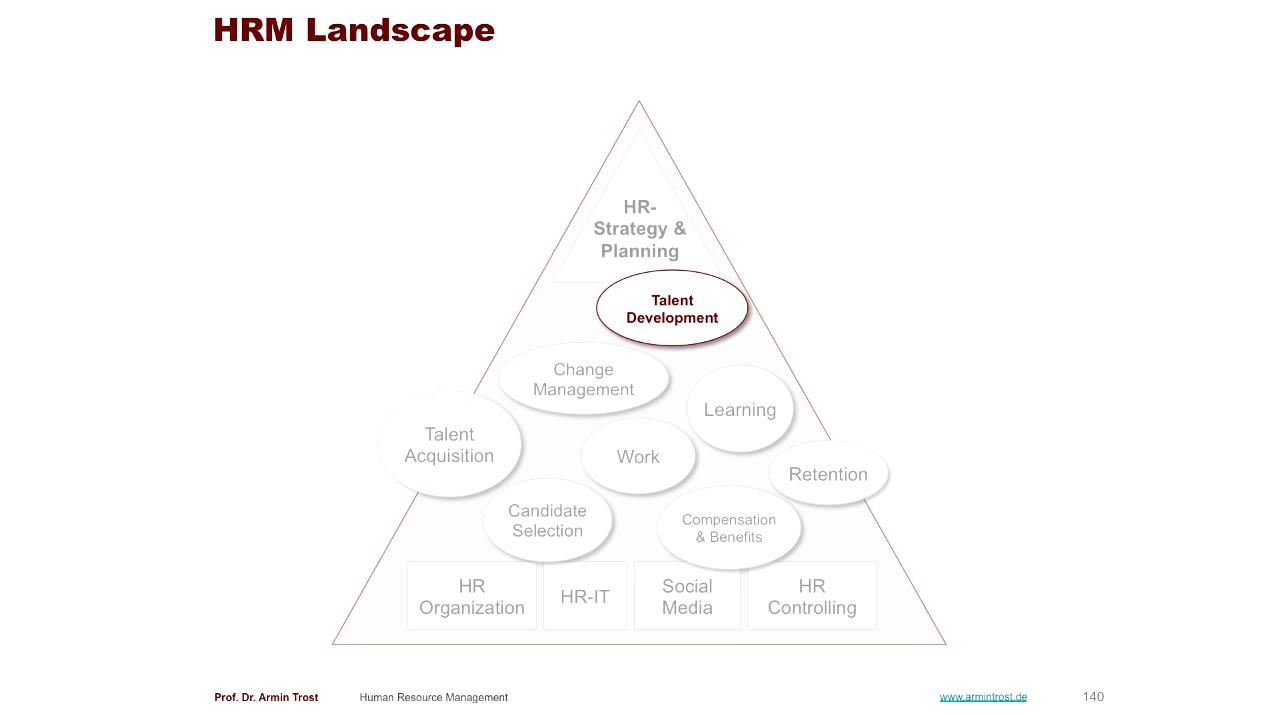 HRM Landscape
HR-
Strategy &
Planning
Talent
Development
Change
Management
Learning
Talent
Acquisition
Work
Retention
Candidate
Selection
Compensation
& Benefits
HR
Organization
HR-IT
Social
Media
HR
Controlling
Prof. Dr. Armin Trost
Human Resource Management
www.armintrost.de
140